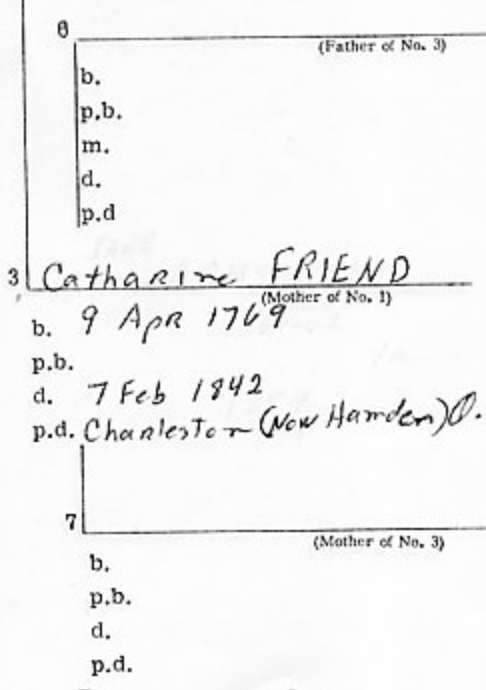 6
(Father of No. 3)
b.
p.b.
m.
d.
p.d
3 Catharine FRIEND
(Mother of No. 1)
b. 9 Apr 1769
p.b.
d. 7 Feb 1842
p.d. Charleston (Now Hamden) O.
7
(Mother of No. 3)
b.
p.b.
d.
p.d.